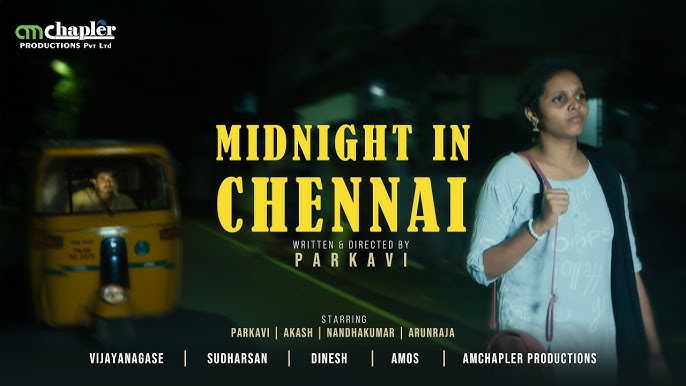 amchapler
PRODUCTIONS Pvt Ltd
MIDNIGHT IN
CHENNAI
WRITTEN & DIRECTED BY
PARKAVI
STARRING
PARKAVI | AKASH | NANDHAKUMAR | ARUNRAJA
VIJAYANAGASE | SUDHARSAN | DINESH | AMOS | AMCHAPLER PRODUCTIONS